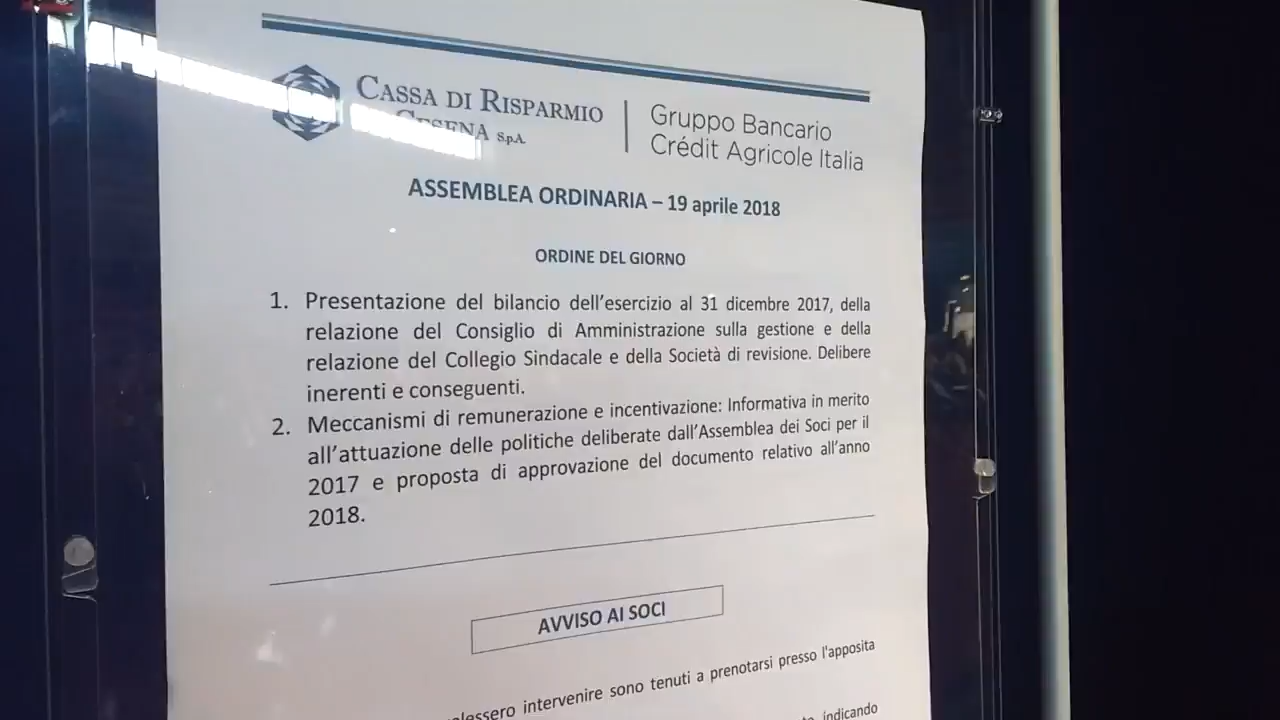 CASSA DI RISPARMIO
CESENA S.p.A.
Gruppo Bancario
Crédit Agricole Italia
ASSEMBLEA ORDINARIA – 19 aprile 2018
ORDINE DEL GIORNO
1. Presentazione del bilancio dell'esercizio al 31 dicembre 2017, della
relazione del Consiglio di Amministrazione sulla gestione e della
relazione del Collegio Sindacale e della Società di revisione. Delibere
inerenti e conseguenti.
2. Meccanismi di remunerazione e incentivazione: Informativa in merito
all'attuazione delle politiche deliberate dall'Assemblea dei Soci per il
2017 e proposta di approvazione del documento relativo all'anno
2018.
AVVISO AI SOCI
intervenire sono tenuti a prenotarsi presso l'apposita
indicando